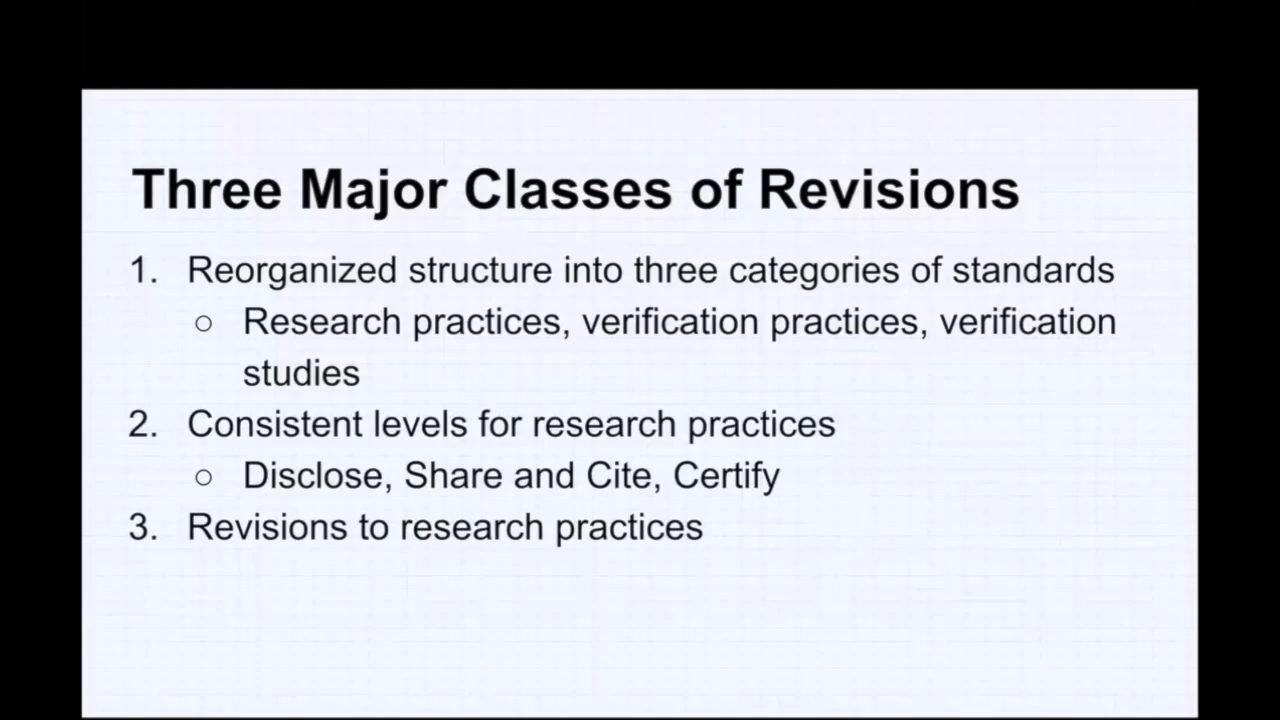 Three Major Classes of Revisions
1. Reorganized structure into three categories of standards
○ Research practices, verification practices, verification
studies
2. Consistent levels for research practices
○ Disclose, Share and Cite, Certify
3. Revisions to research practices